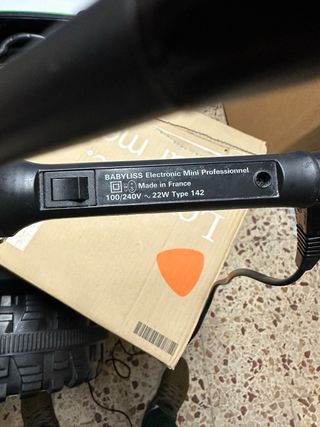 BABYLISS Electronic Mini Professionnel
Made in France
100/240V ~ 22W Type 142